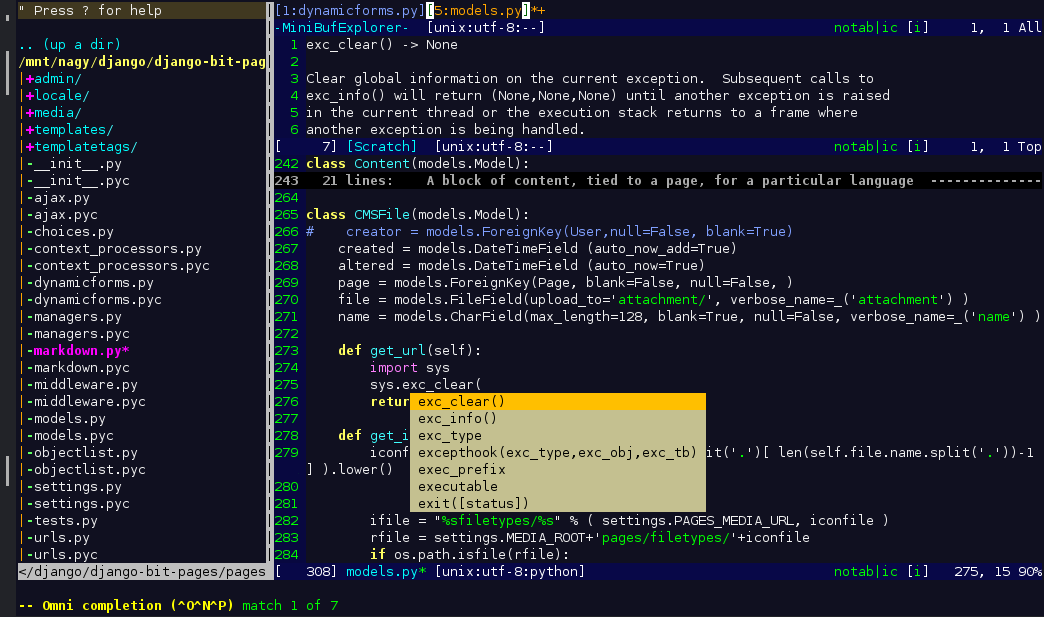 " Press ? for help
.. (up a dir)
/mnt/nagy/django/django-bit-pag
|+admin/
|+locale/
|+media/
|+templates/
|+templatetags/
|-__init__.py
|-__init__.pyc
|-ajax.py
|-ajax.pyc
|-choices.py
|-context_processors.py
|-context_processors.pyc
|-dynamicforms.py
|-dynamicforms.pyc
|-managers.py
|-managers.pyc
|-markdown.py*
|-markdown.pyc
|-middleware.py
|-middleware.pyc
|-models.py
|-models.pyc
|-objectlist.py
|-objectlist.pyc
|-settings.py
|-settings.pyc
|-tests.py
|-urls.py
|-urls.pyc
</django/django-bit-pages/pages
[1:dynamicforms.py][5:models.py]*+
-MiniBufExplorer-  [unix:utf-8:--] notab|ic [i] 1,  1 All
1 exc_clear() -> None
2
3 Clear global information on the current exception.  Subsequent calls to
4 exc_info() will return (None,None,None) until another exception is raised
5 in the current thread or the execution stack returns to a frame where
6 another exception is being handled.
[     7] [Scratch]  [unix:utf-8:--] notab|ic [i] 1,  1 Top
242 class Content(models.Model):
243  21 lines:    A block of content, tied to a page, for a particular language  --------------
264
265 class CMSFile(models.Model):
266 #    creator = models.ForeignKey(User,null=False, blank=True)
267     created = models.DateTimeField (auto_now_add=True)
268     altered = models.DateTimeField (auto_now=True)
269     page = models.ForeignKey(Page, blank=False, null=False, )
270     file = models.FileField(upload_to='attachment/', verbose_name=_('attachment') )
271     name = models.CharField(max_length=128, blank=True, null=False, verbose_name=_('name') )
272
273     def get_url(self):
274         import sys
275         sys.exc_clear(
276         retur exc_clear()
277 exc_info()
278     def get_i exc_type
279         iconf excepthook(exc_type,exc_obj,exc_tb) it('.')[ len(self.file.name.split('.'))-1
] ).lower() exec_prefix
280 executable
281 exit([status])
282         ifile = "%sfiletypes/%s" % ( settings.PAGES_MEDIA_URL, iconfile )
283         rfile = settings.MEDIA_ROOT+'pages/filetypes/'+iconfile
284         if os.path.isfile(rfile):
[   308] models.py* [unix:utf-8:python] notab|ic [i] 275, 15 90%
-- Omni completion (^O^N^P) match 1 of 7